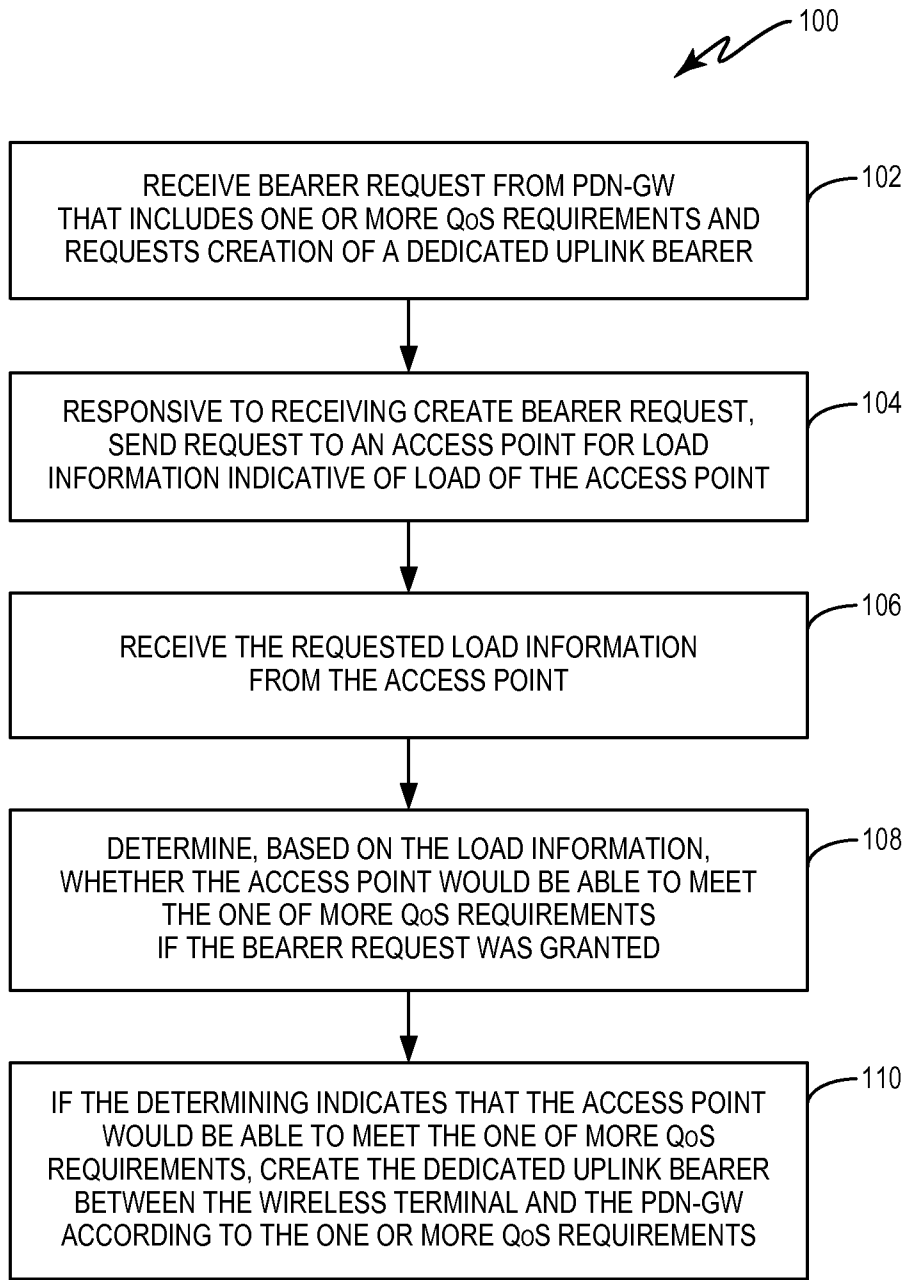 100
RECEIVE BEARER REQUEST FROM PDN-GW
THAT INCLUDES ONE OR MORE QoS REQUIREMENTS AND
REQUESTS CREATION OF A DEDICATED UPLINK BEARER
102
RESPONSIVE TO RECEIVING CREATE BEARER REQUEST,
SEND REQUEST TO AN ACCESS POINT FOR LOAD
INFORMATION INDICATIVE OF LOAD OF THE ACCESS POINT
104
RECEIVE THE REQUESTED LOAD INFORMATION
FROM THE ACCESS POINT
106
DETERMINE, BASED ON THE LOAD INFORMATION,
WHETHER THE ACCESS POINT WOULD BE ABLE TO MEET
THE ONE OF MORE QoS REQUIREMENTS
IF THE BEARER REQUEST WAS GRANTED
108
IF THE DETERMINING INDICATES THAT THE ACCESS POINT
WOULD BE ABLE TO MEET THE ONE OF MORE QoS
REQUIREMENTS, CREATE THE DEDICATED UPLINK BEARER
BETWEEN THE WIRELESS TERMINAL AND THE PDN-GW
ACCORDING TO THE ONE OR MORE QoS REQUIREMENTS
110